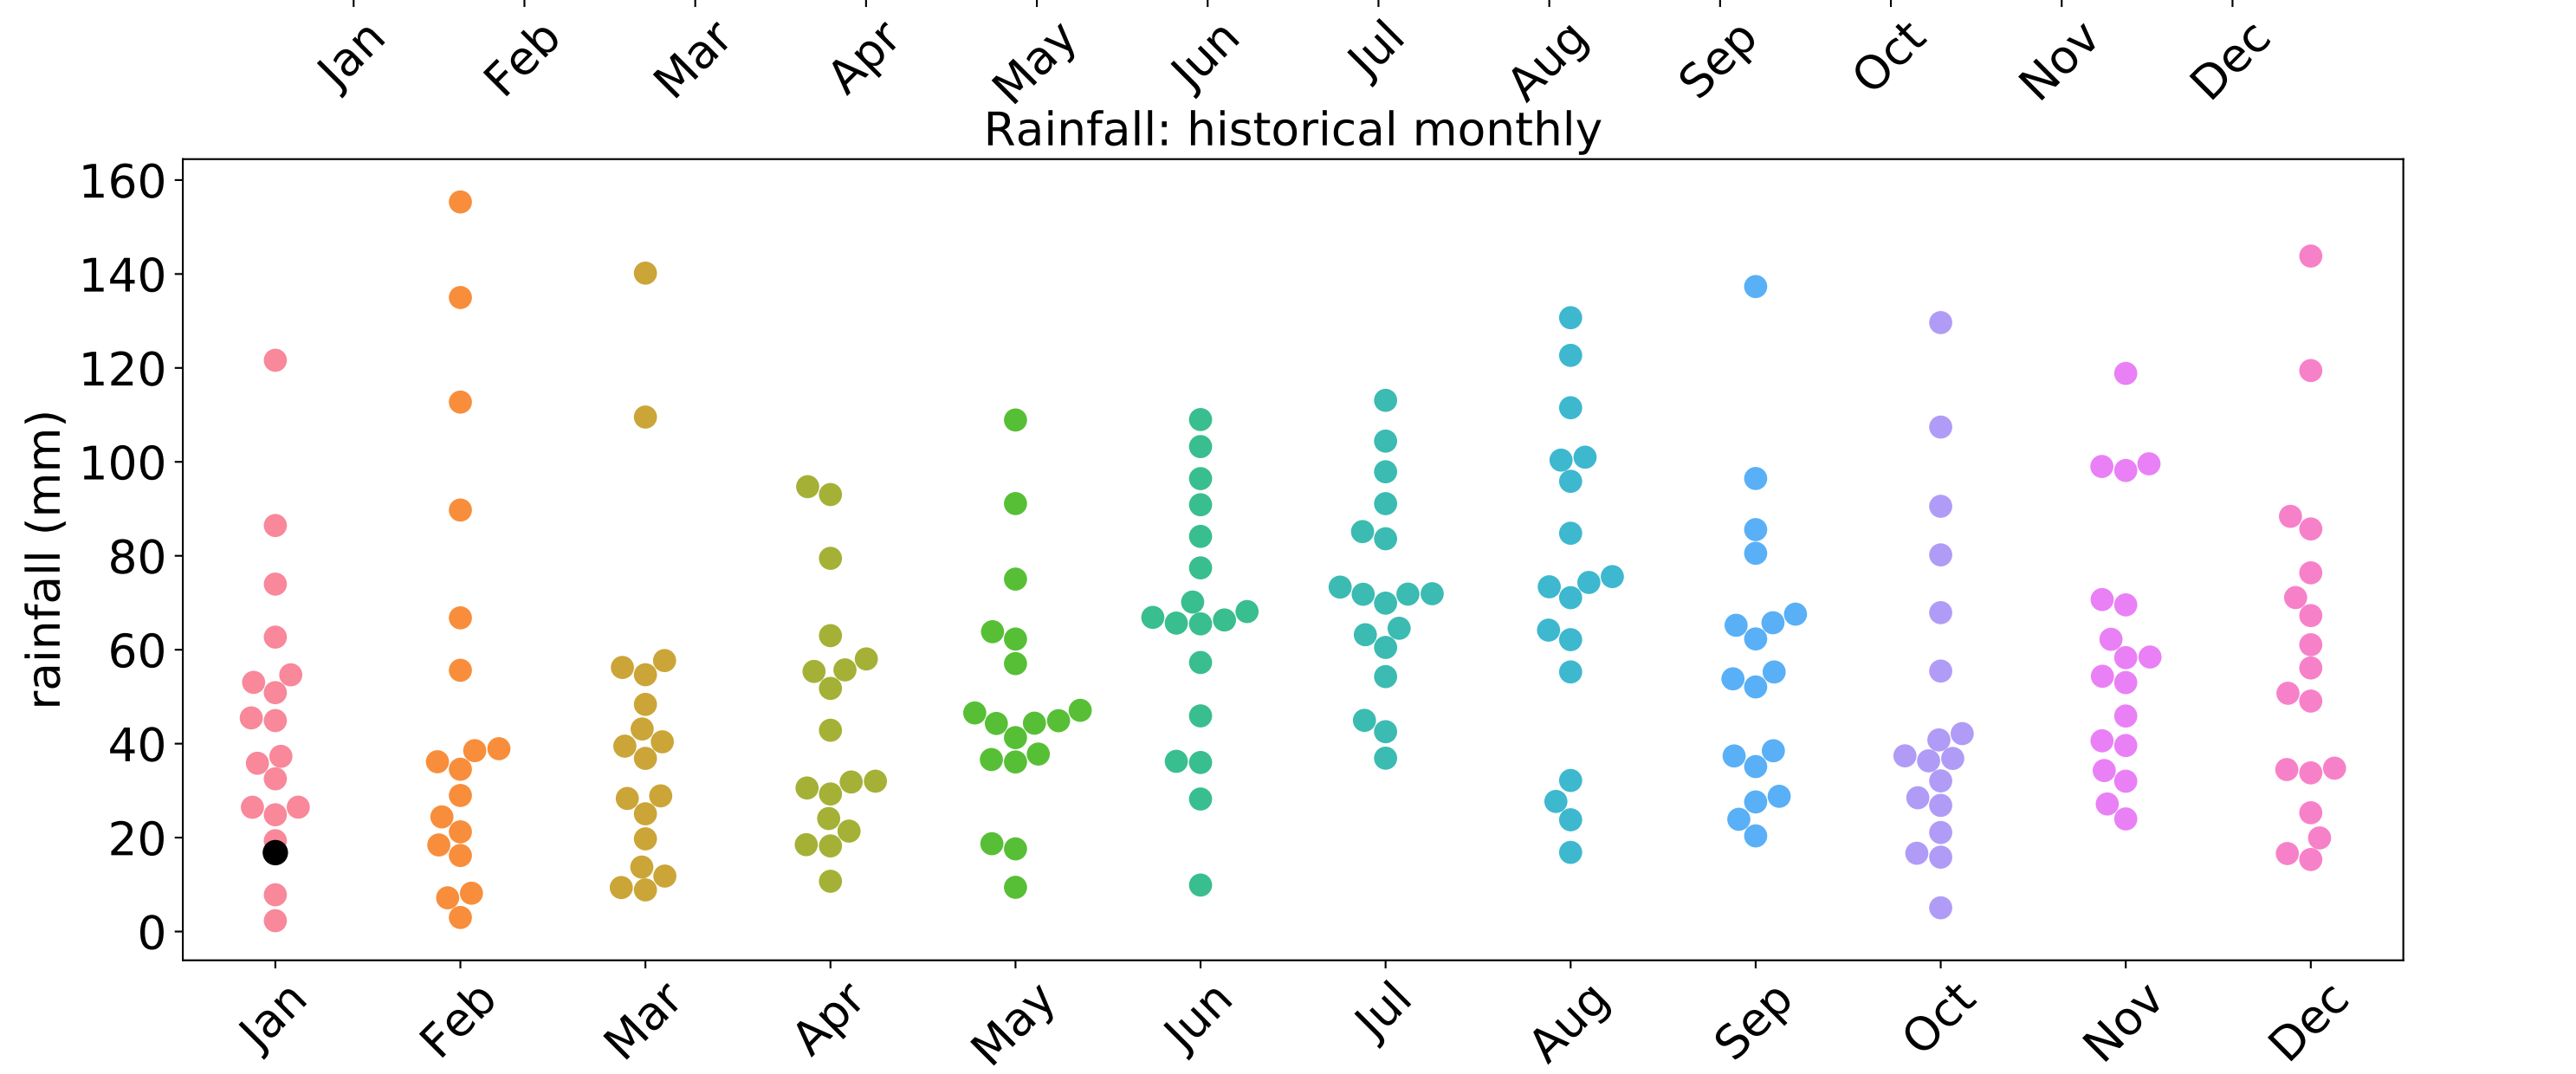 Jan Feb Mar Apr May Jun Jul Aug Sep Oct Nov Dec
Rainfall: historical monthly
160
140
120
100
80
60
40
20
0
rainfall (mm)
Jan Feb Mar Apr May Jun Jul Aug Sep Oct Nov Dec